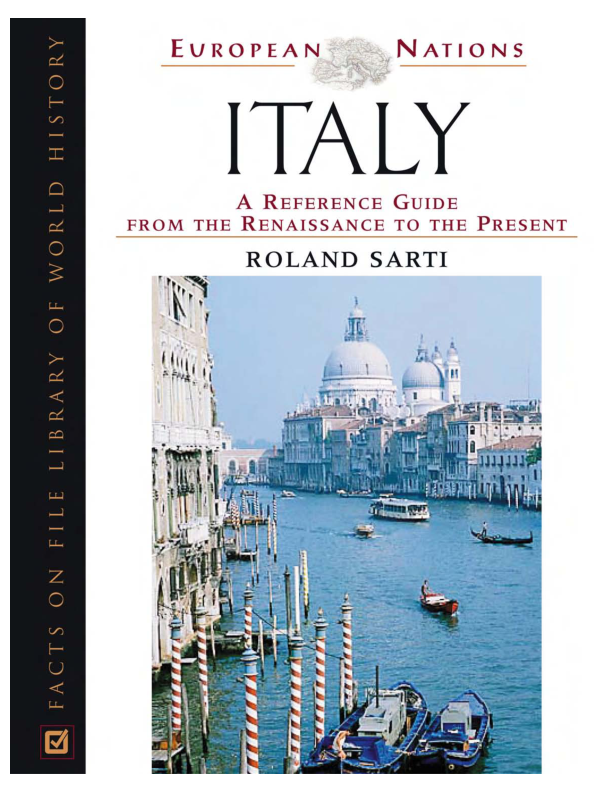 EUROPEAN NATIONS
ITALY
A REFERENCE GUIDE
FROM THE RENAISSANCE TO THE PRESENT
ROLAND SARTI
FACTS ON FILE LIBRARY OF WORLD HISTORY